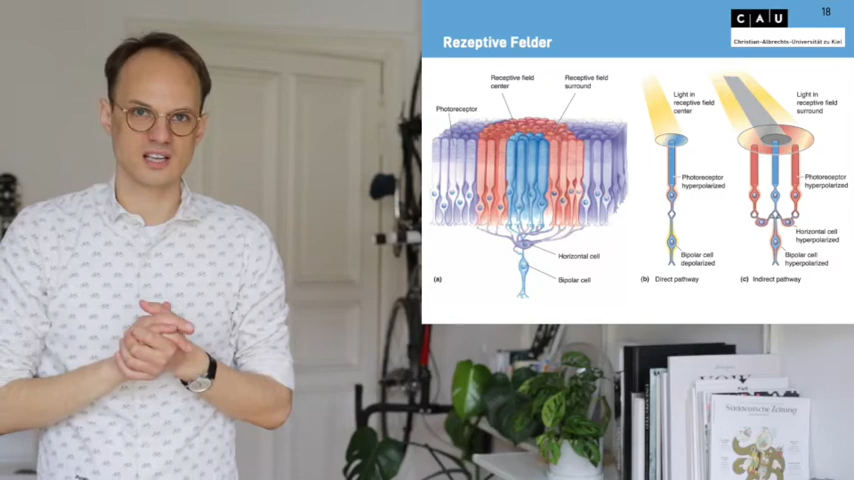 18
CAU
Christian-Albrechts-Universität zu Kiel
Rezeptive Felder
Receptive field
center
Receptive field
surround
Photoreceptor
Horizontal cell
Bipolar cell
(a)
Light in
receptive field
center
Photoreceptor
hyperpolarized
Bipolar cell
depolarized
(b) Direct pathway
Light in
receptive field
surround
Photoreceptor
hyperpolarized
Horizontal cell
hyperpolarized
Bipolar cell
hyperpolarized
(c) Indirect pathway
Süddeutsche Zeitung